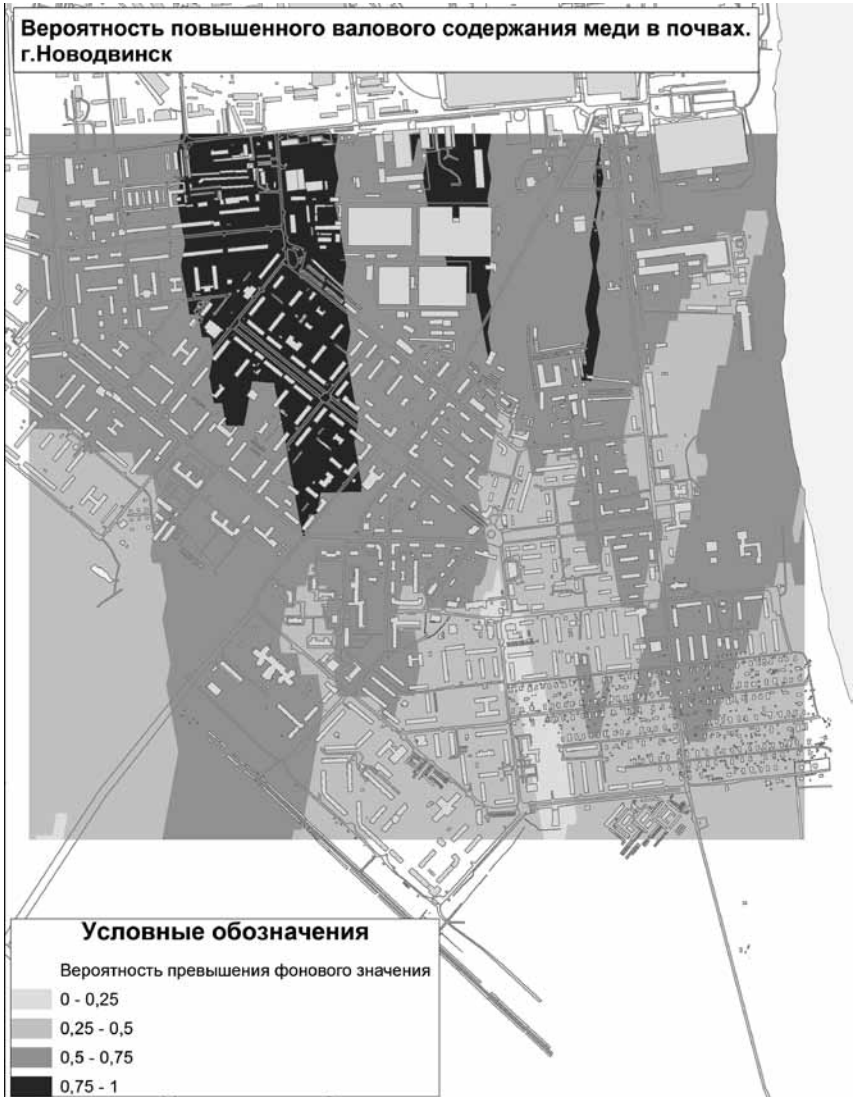 Вероятность повышенного валового содержания меди в почвах.
г.Новодвинск
Условные обозначения
Вероятность превышения фонового значения
0 - 0,25
0,25 - 0,5
0,5 - 0,75
0,75 - 1